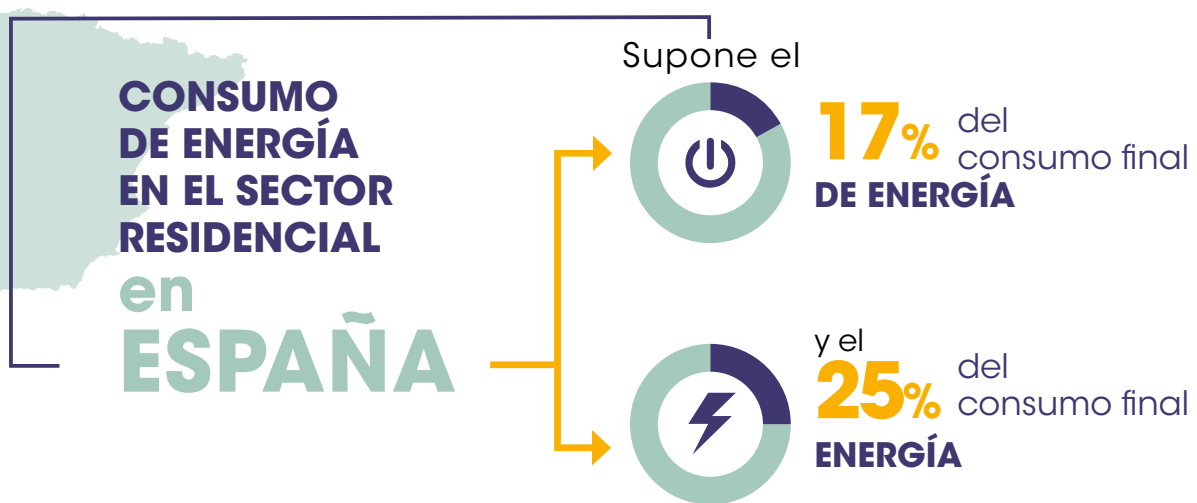 CONSUMO
DE ENERGÍA
EN EL SECTOR
RESIDENCIAL
en
ESPAÑA
Supone el
17% del
consumo final
DE ENERGÍA
y el
25% del
consumo final
ENERGÍA